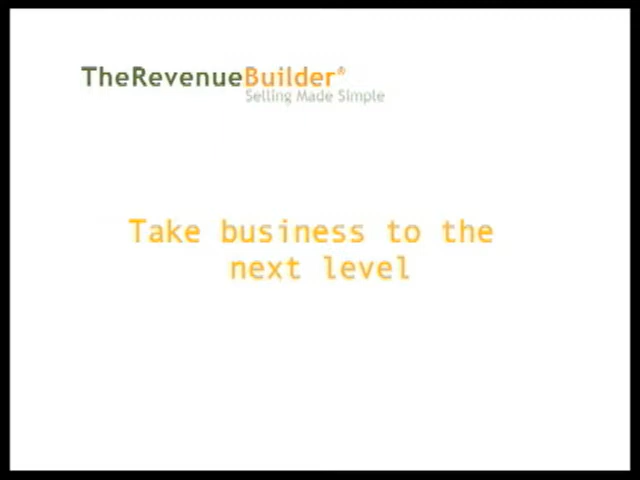 TheRevenueBuilder®
Selling Made Simple
Take business to the
next level